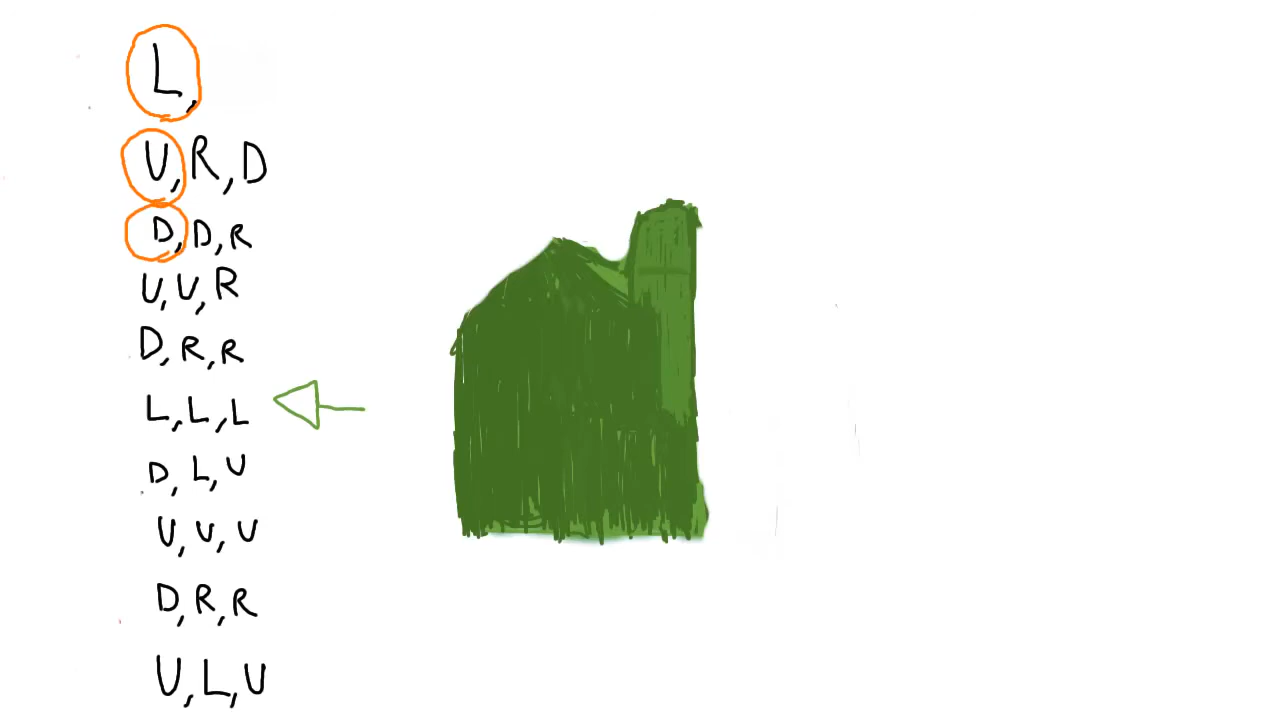 L,
U, R, D
D, D, R
U, U, R
D, R, R
L, L, L
D, L, U
U, U, U
D, R, R
U, L, U